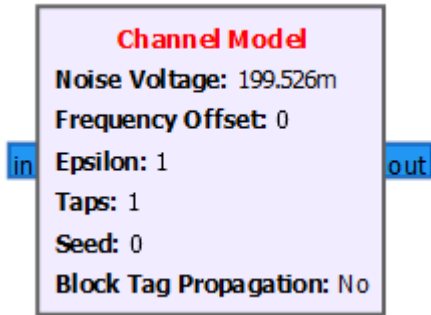 Channel Model
Noise Voltage: 199.526m
Frequency Offset: 0
in
Epsilon: 1
out
Taps: 1
Seed: 0
Block Tag Propagation: No